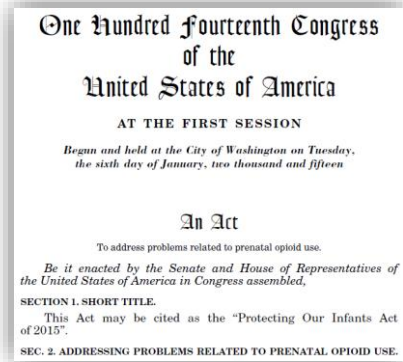 One Hundred Fourteenth Congress
of the
United States of America
AT THE FIRST SESSION
Begun and held at the City of Washington on Tuesday,
the sixth day of January, two thousand and fifteen
An Act
To address problems related to prenatal opioid use.
Be it enacted by the Senate and House of Representatives of
the United States of America in Congress assembled,
SECTION 1. SHORT TITLE.
This Act may be cited as the “Protecting Our Infants Act
of 2015”.
SEC. 2. ADDRESSING PROBLEMS RELATED TO PRENATAL OPIOID USE.